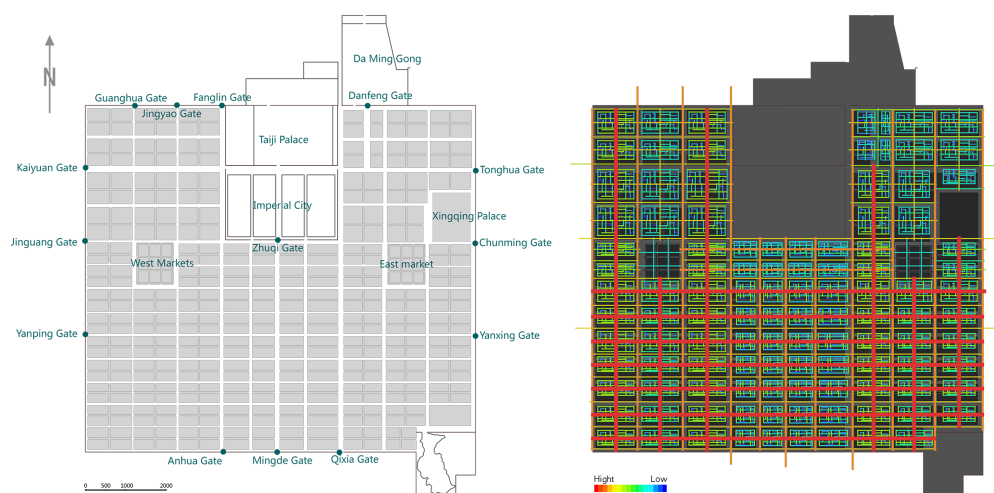 Da Ming Gong
N
Guanghua Gate
Fanglin Gate
Danfeng Gate
Jingyao Gate
Taiji Palace
Kaiyuan Gate
Tonghua Gate
Imperial City
Xingqing Palace
Jinguang Gate
Zhuqi Gate
Chunming Gate
West Markets
East market
Yanping Gate
Yanxing Gate
Anhua Gate
Mingde Gate
Qixia Gate
Hight Low
0 500 1000 2000